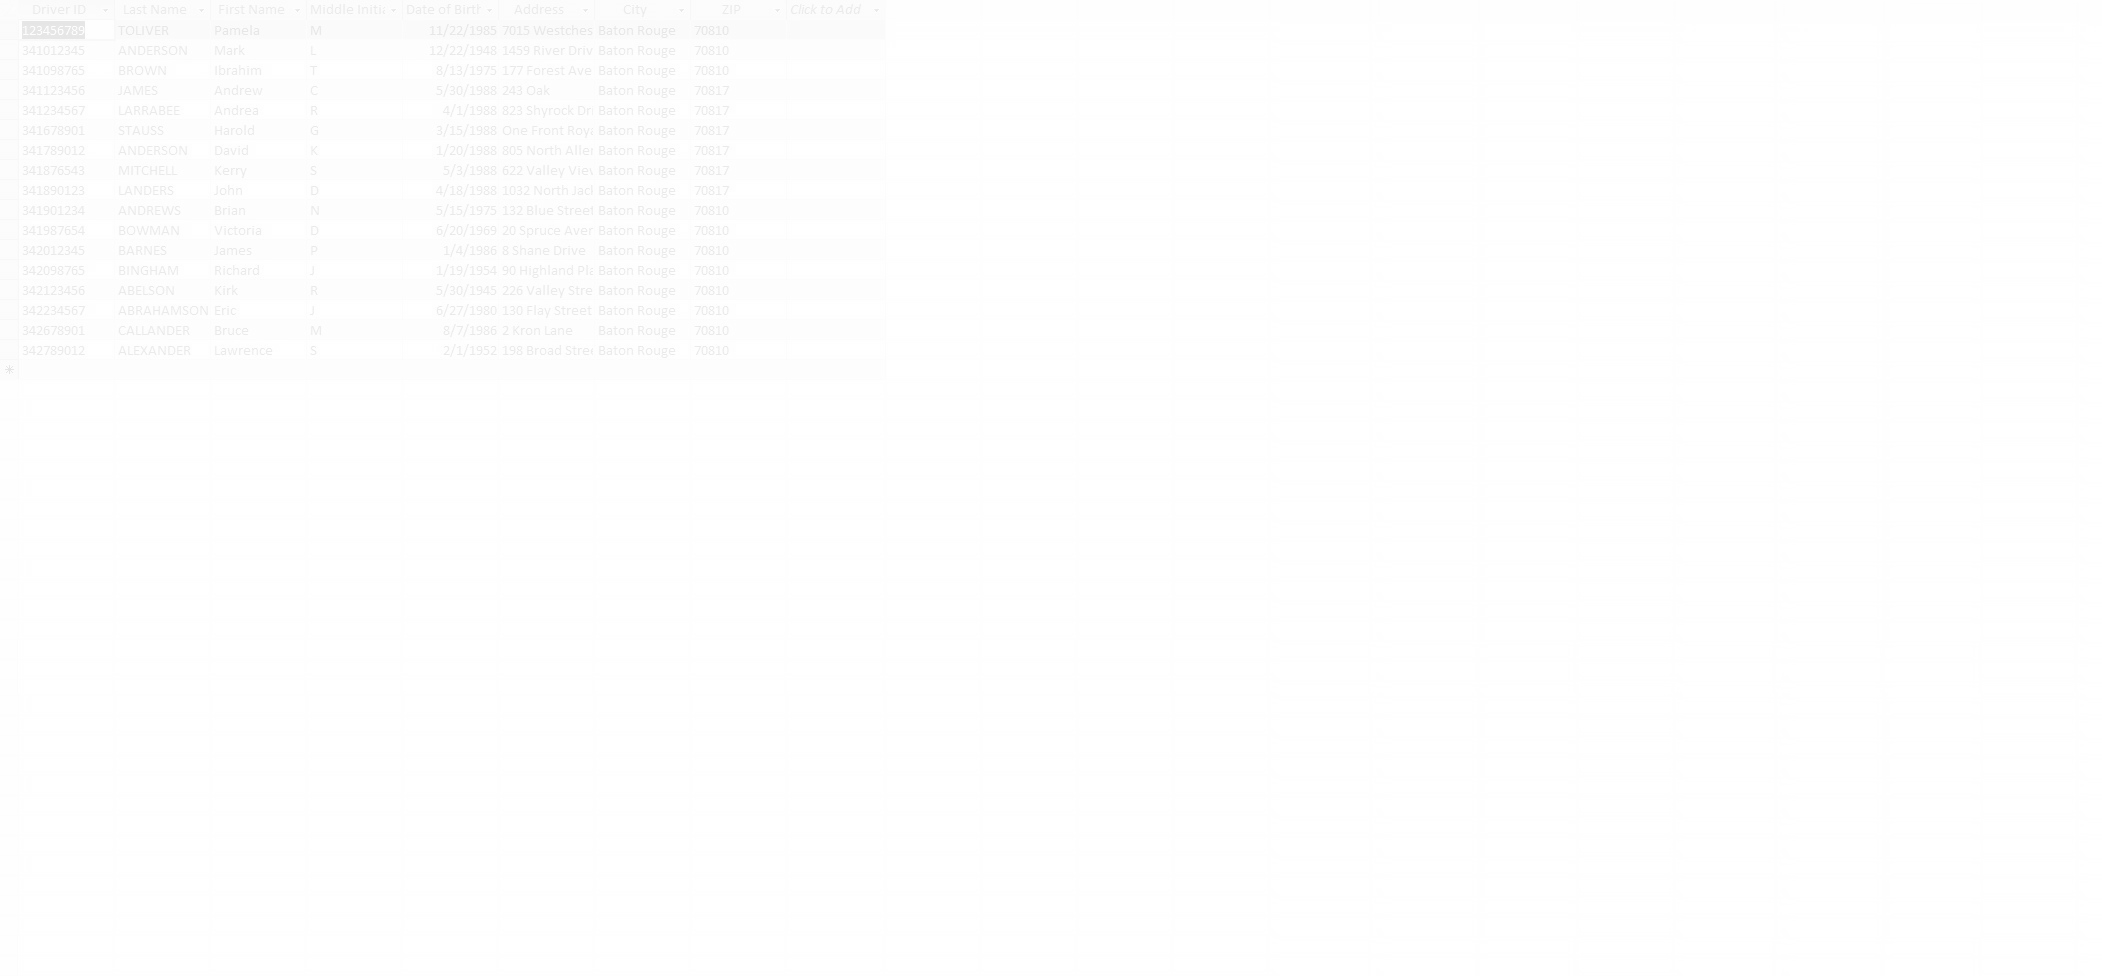 Driver ID Last Name First Name Middle Initi Date of Birth Address City ZIP Click to Add
123456789 TOLIVER Pamela M 11/22/1985 7015 Westches Baton Rouge 70810
341012345 ANDERSON Mark L 12/22/1948 1459 River Driv Baton Rouge 70810
341098765 BROWN Ibrahim T 8/13/1975 177 Forest Ave Baton Rouge 70810
341123456 JAMES Andrew C 5/30/1988 243 Oak Baton Rouge 70817
341234567 LARRABEE Andrea R 4/1/1988 823 Shyrock Dri Baton Rouge 70817
341678901 STAUSS Harold G 3/15/1988 One Front Roya Baton Rouge 70817
341789012 ANDERSON David K 1/20/1988 805 North Aller Baton Rouge 70817
341876543 MITCHELL Kerry S 5/3/1988 622 Valley View Baton Rouge 70817
341890123 LANDERS John D 4/18/1988 1032 North Jack Baton Rouge 70817
341901234 ANDREWS Brian N 5/15/1975 132 Blue Street Baton Rouge 70810
341987654 BOWMAN Victoria D 6/20/1969 20 Spruce Aven Baton Rouge 70810
342012345 BARNES James P 1/4/1986 8 Shane Drive Baton Rouge 70810
342098765 BINGHAM Richard J 1/19/1954 90 Highland Pla Baton Rouge 70810
342123456 ABELSON Kirk R 5/30/1945 226 Valley Stre Baton Rouge 70810
342234567 ABRAHAMSON Eric J 6/27/1980 130 Flay Street Baton Rouge 70810
342678901 CALLANDER Bruce M 8/7/1986 2 Kron Lane Baton Rouge 70810
342789012 ALEXANDER Lawrence S 2/1/1952 198 Broad Stree Baton Rouge 70810